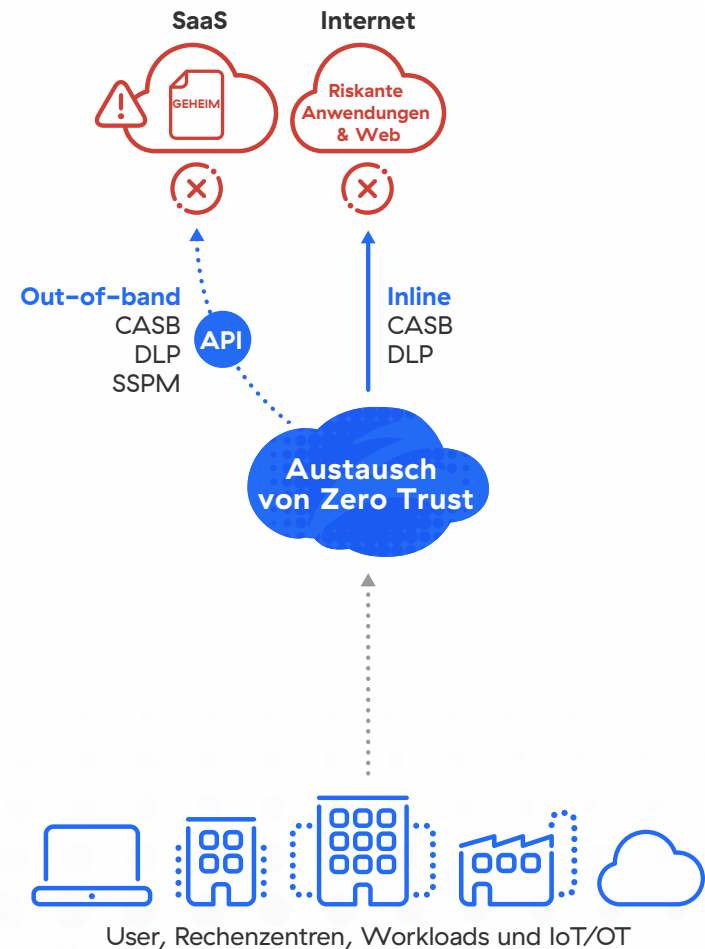 SaaS
Internet
GEHEIM
Riskante
Anwendungen
& Web
Out-of-band
CASB
DLP
SSPM
API
Inline
CASB
DLP
Austausch
von Zero Trust
User, Rechenzentren, Workloads und IoT/OT